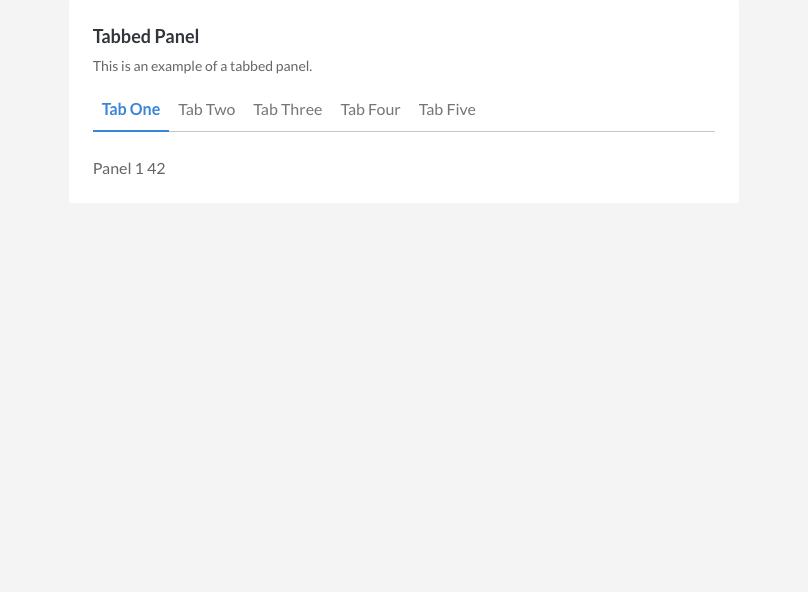 Tabbed Panel
This is an example of a tabbed panel.
Tab One Tab Two Tab Three Tab Four Tab Five
Panel 1 42